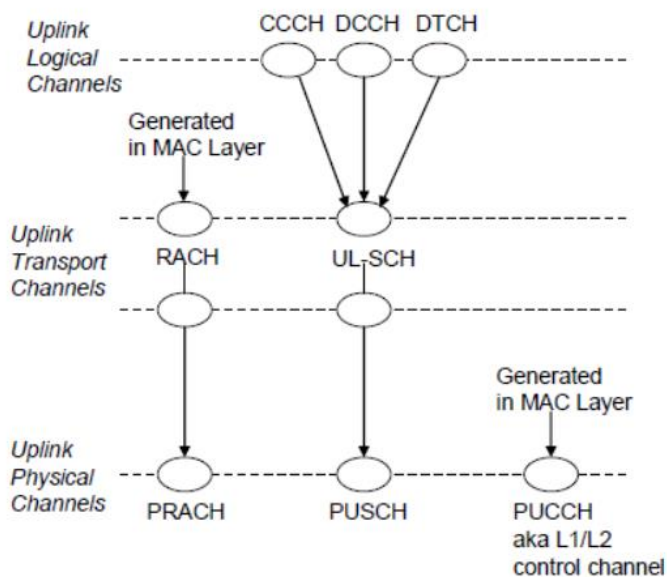 Uplink
Logical
Channels
CCCH DCCH DTCH
Generated
in MAC Layer
Uplink
Transport
Channels
RACH
UL-SCH
Generated
in MAC Layer
Uplink
Physical
Channels
PRACH
PUSCH
PUCCH
aka L1/L2
control channel